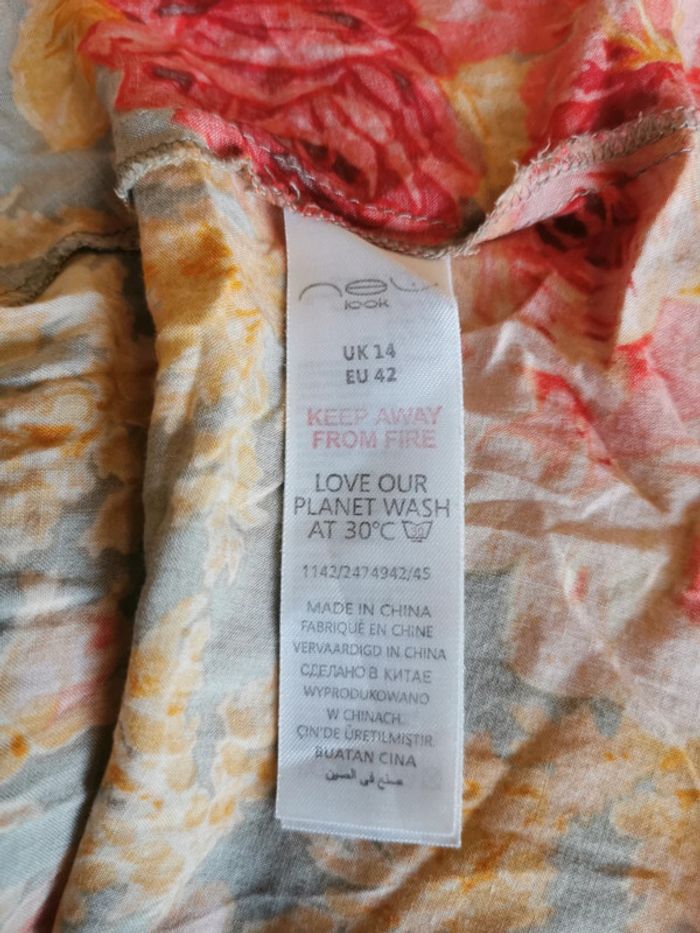 new
look
UK 14
EU 42
KEEP AWAY
FROM FIRE
LOVE OUR
PLANET WASH
AT 30°C 30
1142/2474942/45
MADE IN CHINA
FABRIQUÉ EN CHINE
VERVAARDIGD IN CHINA
СДЕЛАНО В КИТАЕ
WYPRODUKOWANO
W CHINACH.
ÇIN'DE ÜRETILMIŞTIR.
BUATAN CINA
صنع في الصين